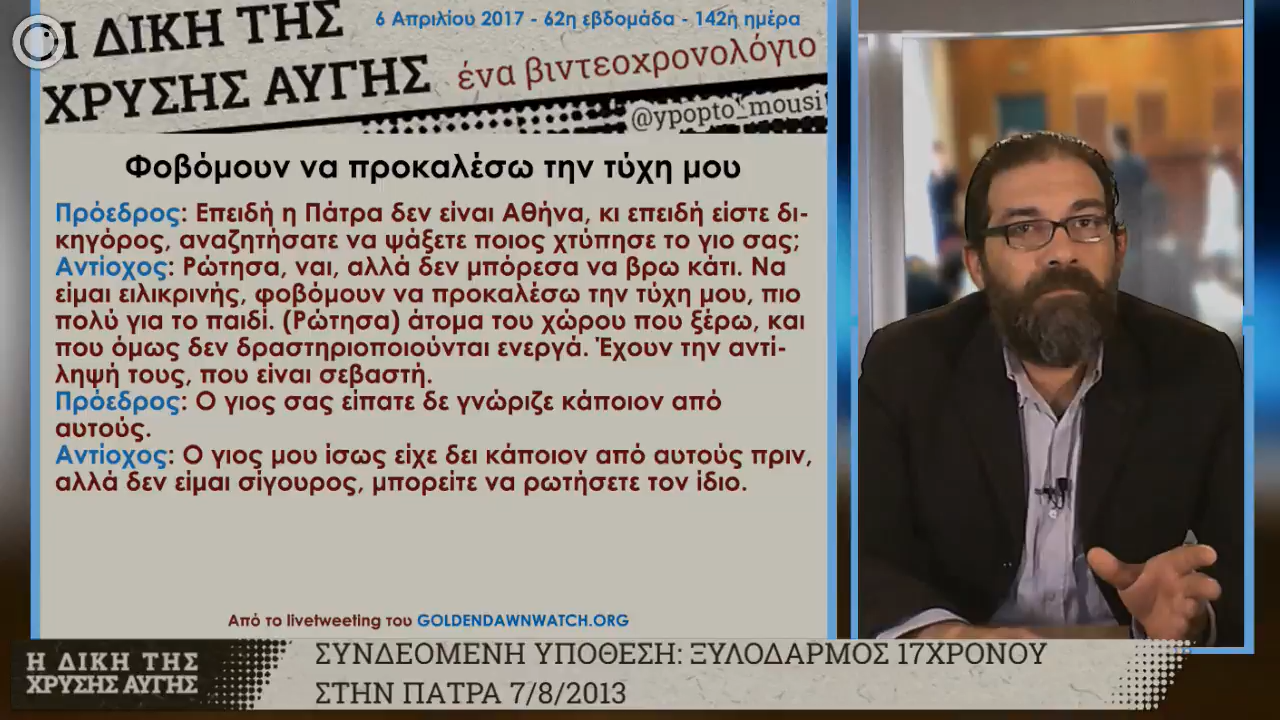 6 Απριλίου 2017 - 62η εβδομάδα - 142η ημέρα
Η ΔΙΚΗ ΤΗΣ
ΧΡΥΣΗΣ ΑΥΓΗΣ
ένα βιντεοχρονολόγιο
@ypopto_mousi
Φοβόμουν να προκαλέσω την τύχη μου
Πρόεδρος: Επειδή η Πάτρα δεν είναι Αθήνα, κι επειδή είστε δι-
κηγόρος, αναζητήσατε να ψάξετε ποιος χτύπησε το γιο σας;
Αντίοχος: Ρώτησα, ναι, αλλά δεν μπόρεσα να βρω κάτι. Να
είμαι ειλικρινής, φοβόμουν να προκαλέσω την τύχη μου, πιο
πολύ για το παιδί. (Ρώτησα) άτομα του χώρου που ξέρω, και
που όμως δεν δραστηριοποιούνται ενεργά. Έχουν την αντί-
ληψή τους, που είναι σεβαστή.
Πρόεδρος: Ο γιος σας είπατε δε γνώριζε κάποιον από
αυτούς.
Αντίοχος: Ο γιος μου ίσως είχε δει κάποιον από αυτούς πριν,
αλλά δεν είμαι σίγουρος, μπορείτε να ρωτήσετε τον ίδιο.
Από το livetweeting του GOLDENDAWNWATCH.ORG
Η ΔΙΚΗ ΤΗΣ
ΧΡΥΣΗΣ ΑΥΓΗΣ
ΣΥΝΔΕΟΜΕΝΗ ΥΠΟΘΕΣΗ: ΞΥΛΟΔΑΡΜΟΣ 17ΧΡΟΝΟΥ
ΣΤΗΝ ΠΑΤΡΑ 7/8/2013